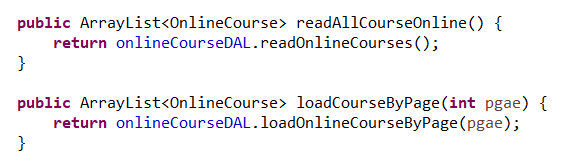 public ArrayList<OnlineCourse> readAllCourseOnline() {
    return onlineCourseDAL.readOnlineCourses();
}

public ArrayList<OnlineCourse> loadCourseByPage(int pgae) {
    return onlineCourseDAL.loadOnlineCourseByPage(pgae);
}